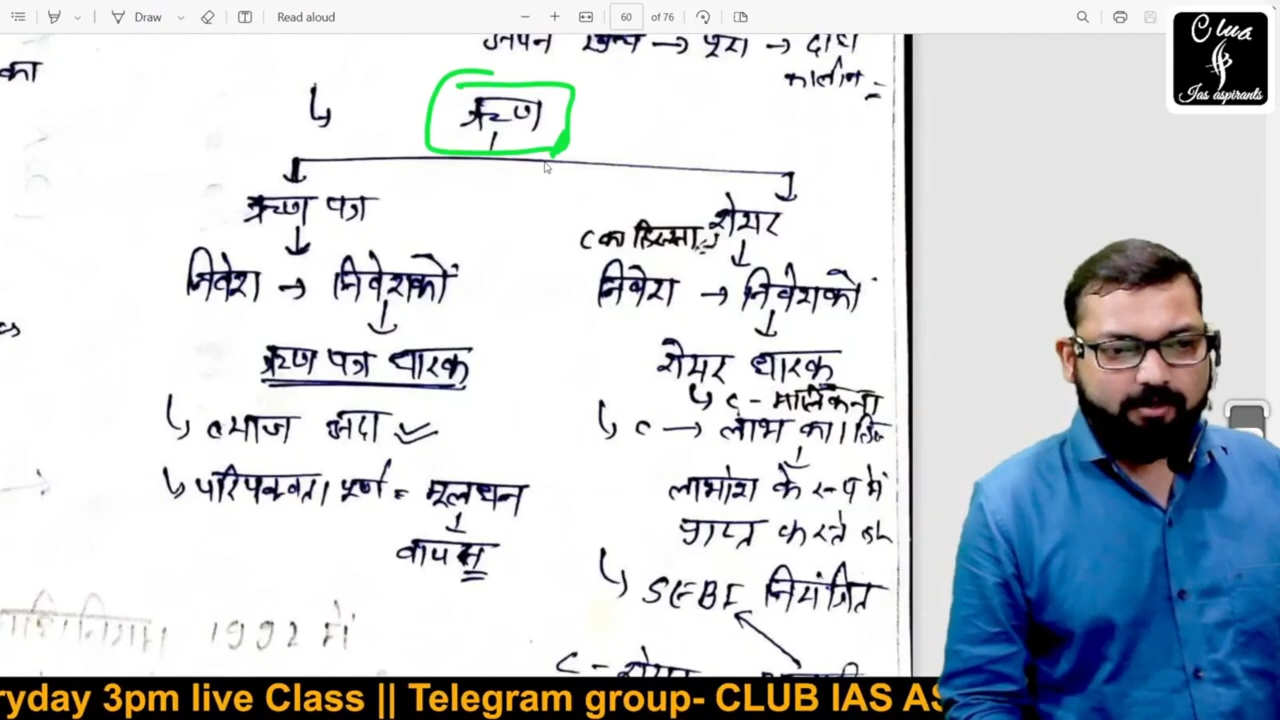 Draw
Read aloud
60 of 76
Club
Ias aspirants
का
कालीन
ऋण
ऋण पत्र
शेयर
निवेश → निवेशकों
निवेश → निवेशकों
ऋण पत्र धारक
शेयर धारक
c - मालिकाना
ब्याज अदा
c → लाभ का
परिपक्वता पूर्ण = मूलधन
वापस
लाभांश के रूप में
प्राप्त करते
SEBI नियंत्रित
1992 में
ryday 3pm live Class || Telegram group- CLUB IAS AS